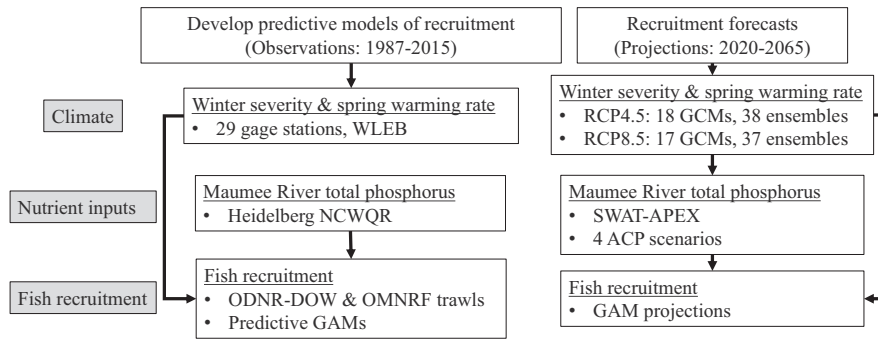 Develop predictive models of recruitment
(Observations: 1987-2015)
Recruitment forecasts
(Projections: 2020-2065)
Climate
Winter severity & spring warming rate
• 29 gage stations, WLEB
Winter severity & spring warming rate
• RCP4.5: 18 GCMs, 38 ensembles
• RCP8.5: 17 GCMs, 37 ensembles
Nutrient inputs
Maumee River total phosphorus
• Heidelberg NCWQR
Maumee River total phosphorus
• SWAT-APEX
• 4 ACP scenarios
Fish recruitment
Fish recruitment
• ODNR-DOW & OMNRF trawls
• Predictive GAMs
Fish recruitment
• GAM projections